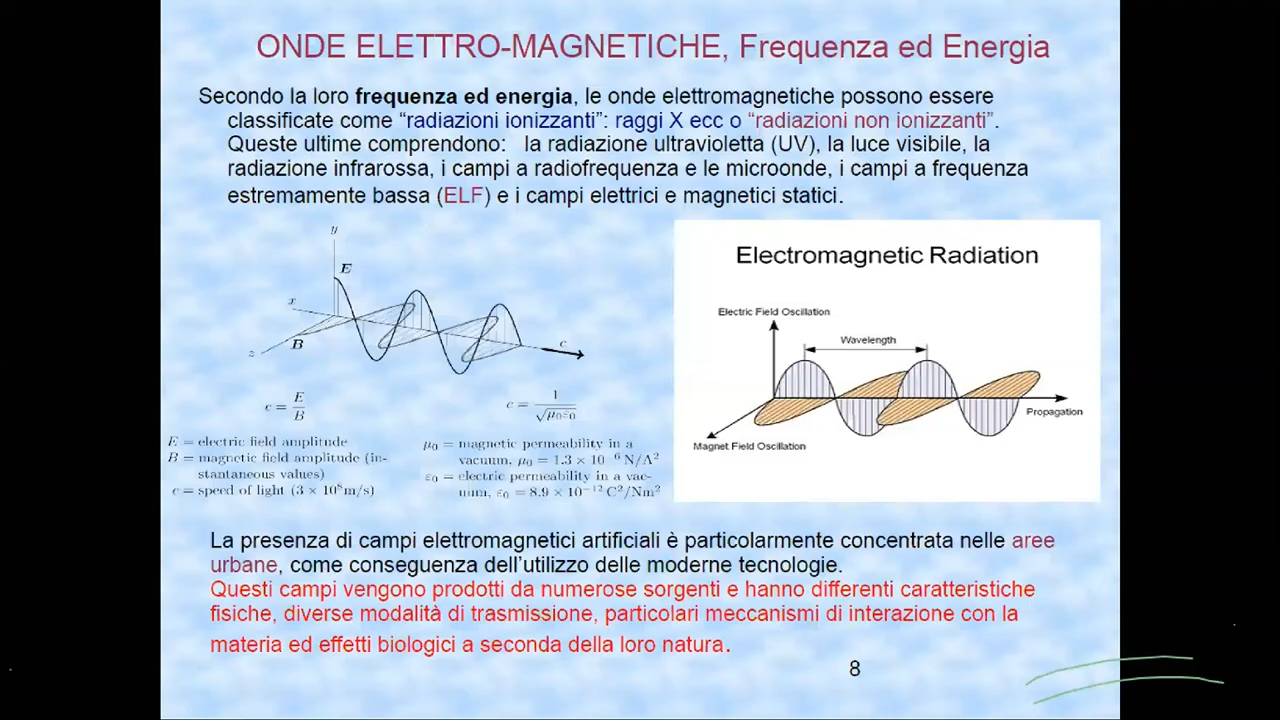 ONDE ELETTRO-MAGNETICHE, Frequenza ed Energia
Secondo la loro frequenza ed energia, le onde elettromagnetiche possono essere
classificate come “radiazioni ionizzanti”: raggi X ecc o “radiazioni non ionizzanti”.
Queste ultime comprendono: la radiazione ultravioletta (UV), la luce visibile, la
radiazione infrarossa, i campi a radiofrequenza e le microonde, i campi a frequenza
estremamente bassa (ELF) e i campi elettrici e magnetici statici.
y
E
x
B
z
c
c = E/B
c = 1/√μ₀ε₀
E = electric field amplitude
B = magnetic field amplitude (in-
stantaneous values)
c = speed of light (3 × 10⁸m/s)
μ₀ = magnetic permeability in a
vacuum, μ₀ = 1.3 × 10⁻⁶ N/A²
ε₀ = electric permeability in a vac-
uum, ε₀ = 8.9 × 10⁻¹² C²/Nm²
Electromagnetic Radiation
Electric Field Oscillation
Wavelength
Propagation
Magnet Field Oscillation
La presenza di campi elettromagnetici artificiali è particolarmente concentrata nelle aree
urbane, come conseguenza dell’utilizzo delle moderne tecnologie.
Questi campi vengono prodotti da numerose sorgenti e hanno differenti caratteristiche
fisiche, diverse modalità di trasmissione, particolari meccanismi di interazione con la
materia ed effetti biologici a seconda della loro natura.
8